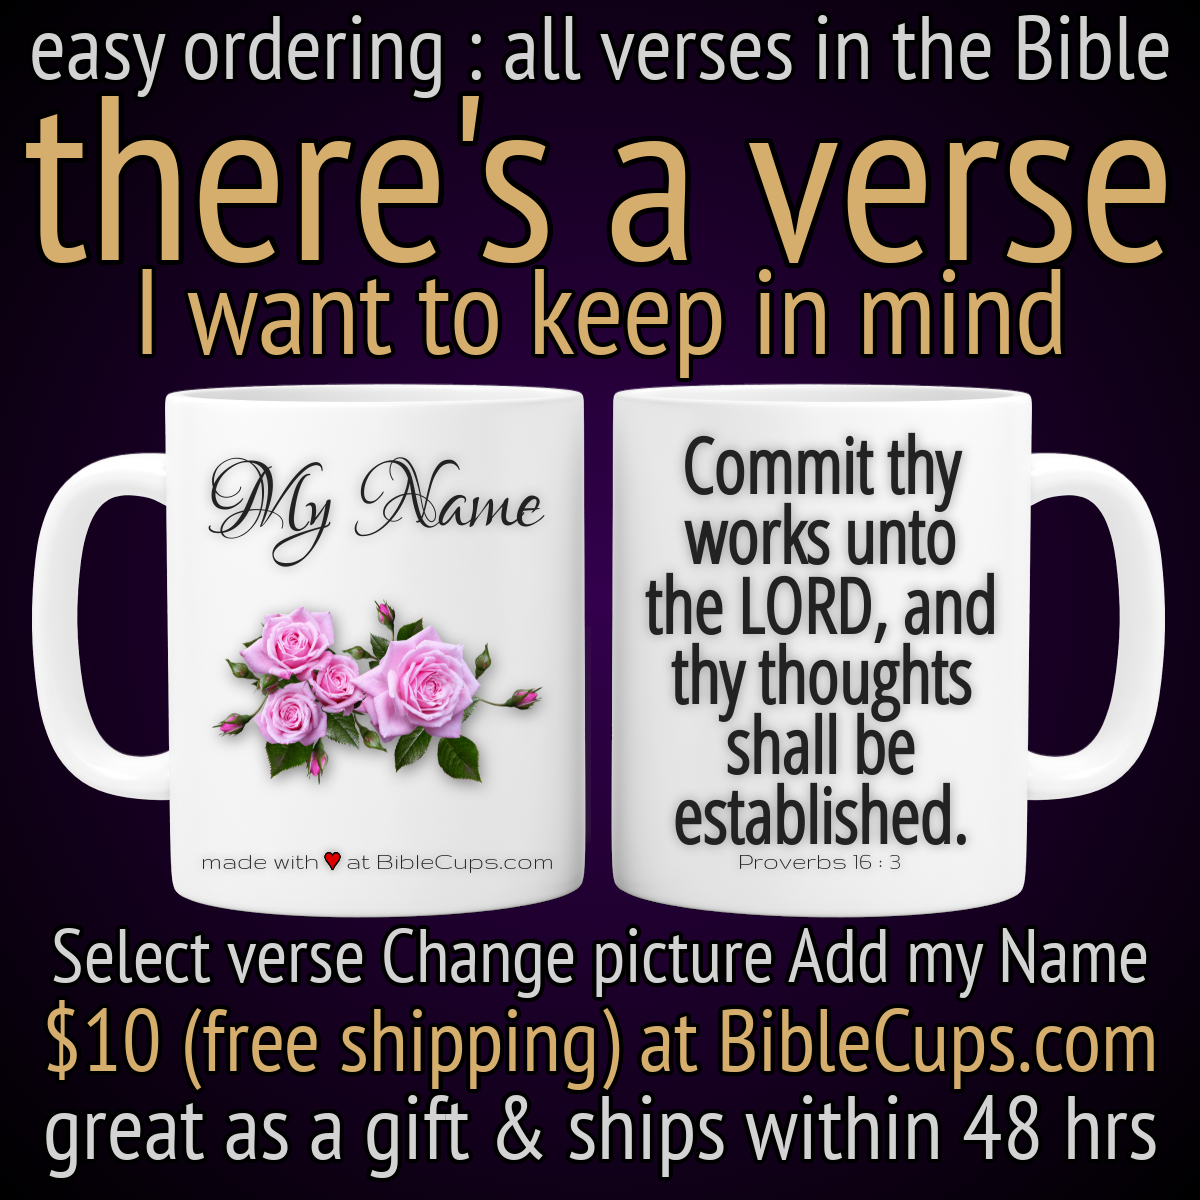 easy ordering : all verses in the Bible
there's a verse
I want to keep in mind
My Name
made with ♥ at BibleCups.com
Commit thy
works unto
the LORD, and
thy thoughts
shall be
established.
Proverbs 16 : 3
Select verse Change picture Add my Name
$10 (free shipping) at BibleCups.com
great as a gift & ships within 48 hrs